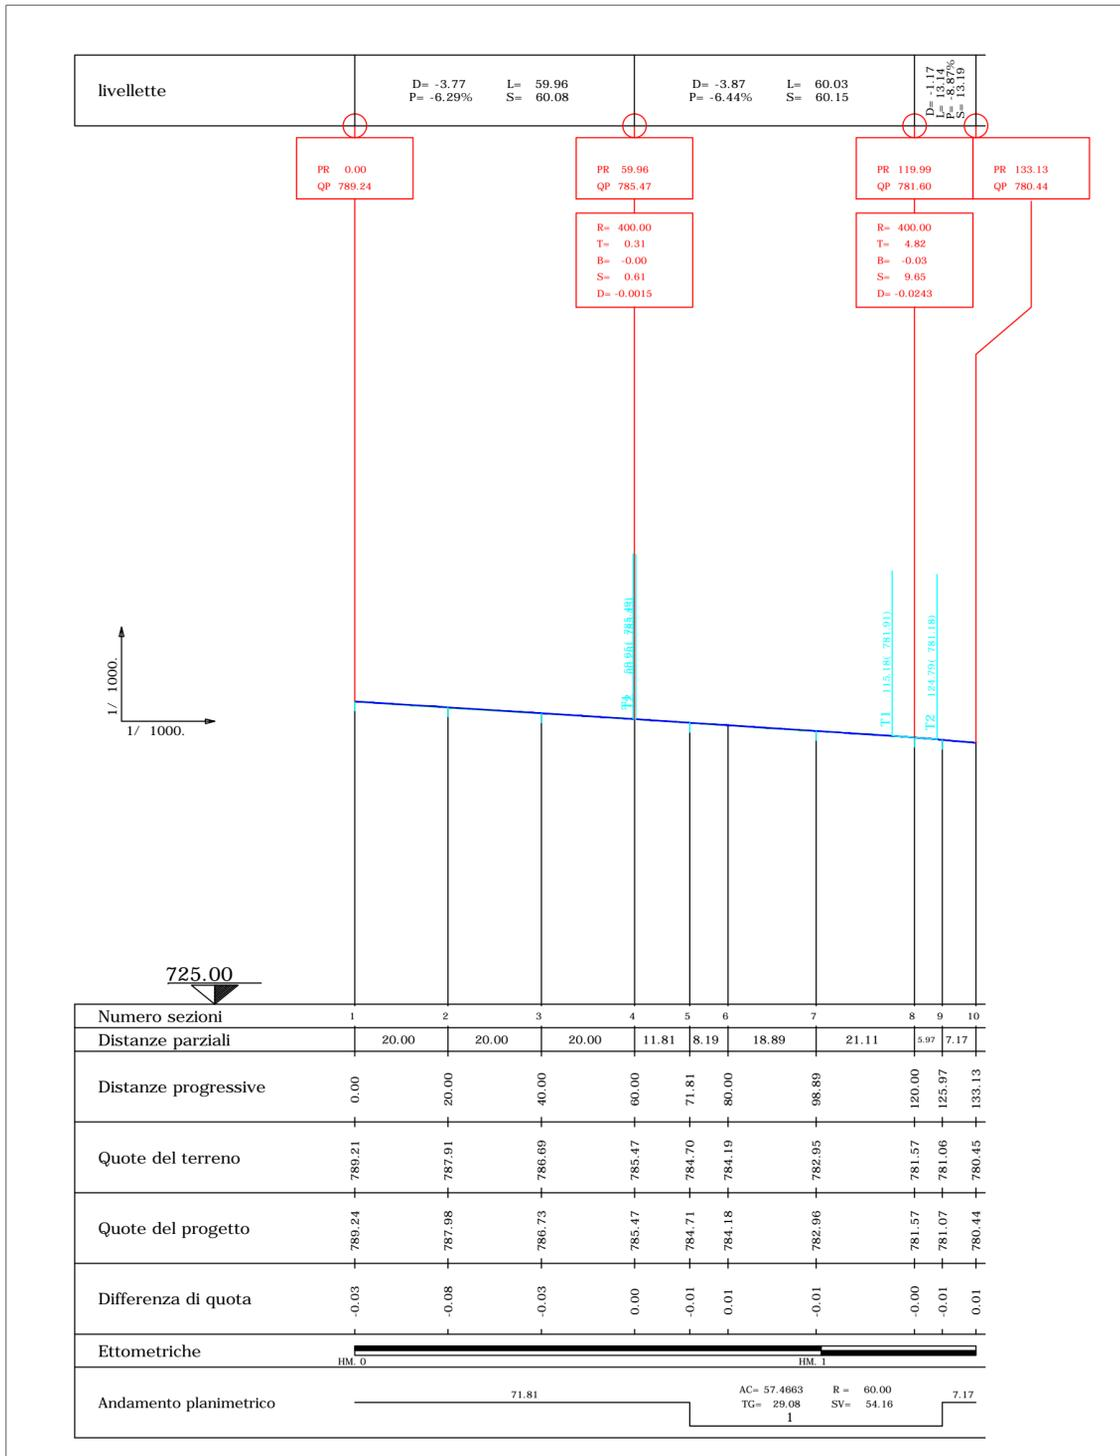 livellette
D= -3.77 L= 59.96
P= -6.29% S= 60.08
D= -3.87 L= 60.03
P= -6.44% S= 60.15
D= -1.17
L= 13.14
P= -8.87%
S= 13.19
PR 0.00
QP 789.24
PR 59.96
QP 785.47
PR 119.99
QP 781.60
PR 133.13
QP 780.44
R= 400.00
T= 0.31
B= -0.00
S= 0.61
D= -0.0015
R= 400.00
T= 4.82
B= -0.03
S= 9.65
D= -0.0243
T1 115.18( 781.91)
T2 124.79( 781.18)
1/ 1000.
1/ 1000.
725.00
Numero sezioni 1 2 3 4 5 6 7 8 9 10
Distanze parziali 20.00 20.00 20.00 11.81 8.19 18.89 21.11 5.97 7.17
Distanze progressive 0.00 20.00 40.00 60.00 71.81 80.00 98.89 120.00 125.97 133.13
Quote del terreno 789.21 787.91 786.69 785.47 784.70 784.19 782.95 781.57 781.06 780.45
Quote del progetto 789.24 787.98 786.73 785.47 784.71 784.18 782.96 781.57 781.07 780.44
Differenza di quota -0.03 -0.08 -0.03 0.00 -0.01 0.01 -0.01 -0.00 -0.01 0.01
Ettometriche
HM. 0 HM. 1
Andamento planimetrico
71.81
AC= 57.4663 R = 60.00
TG= 29.08 SV= 54.16
1
7.17